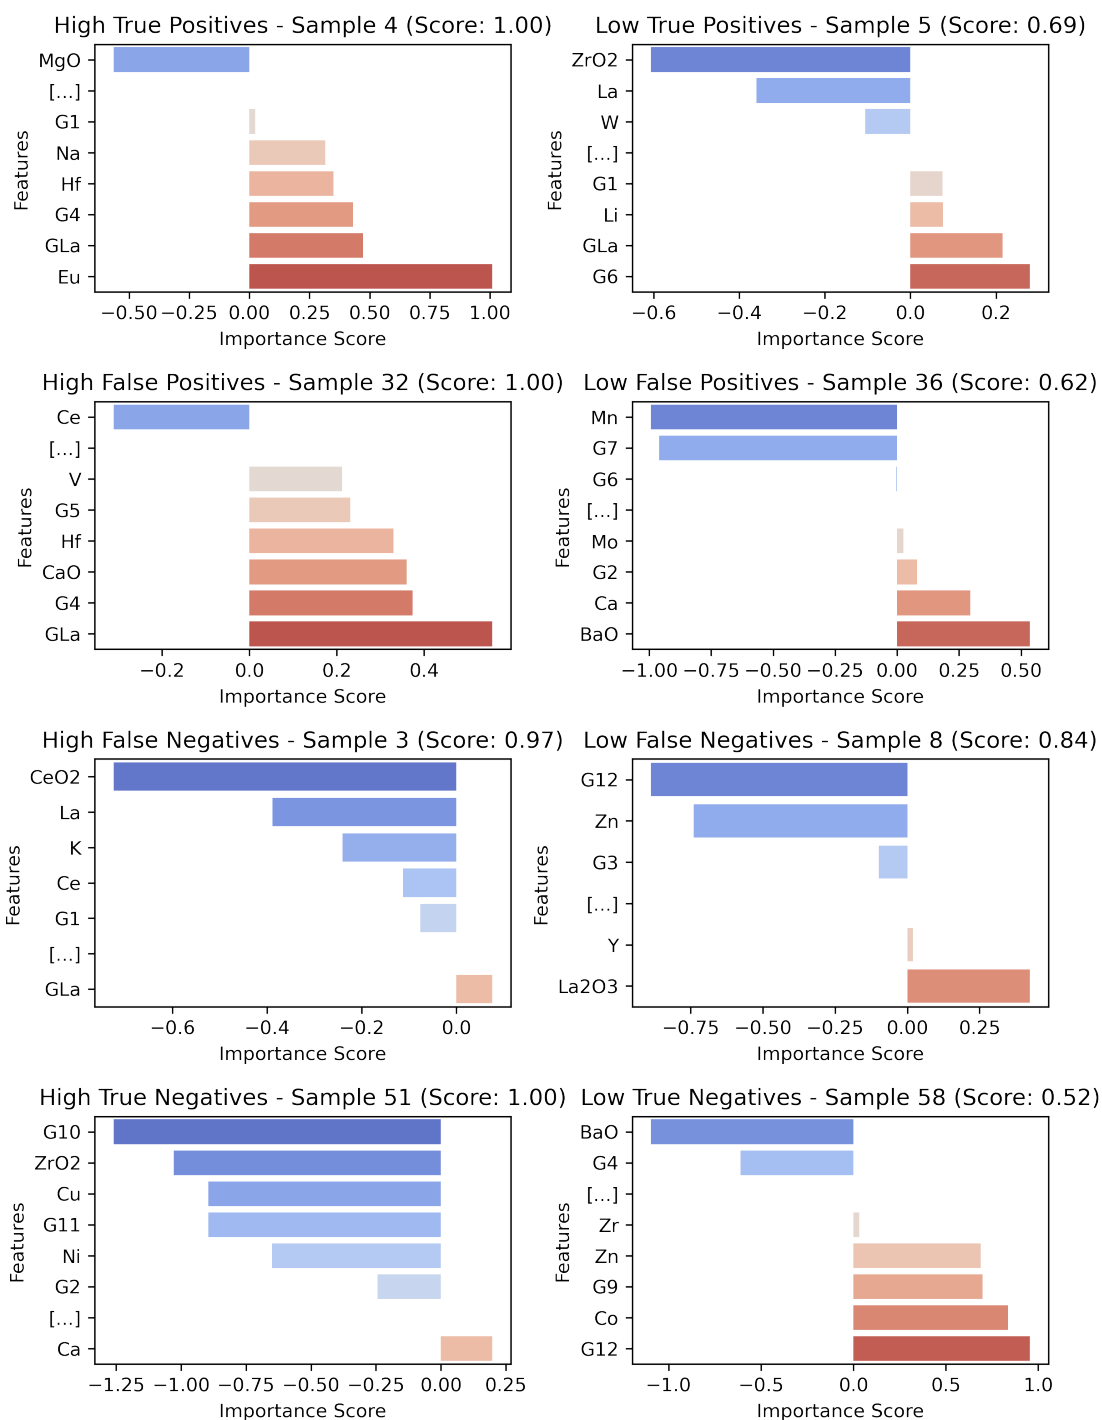 High True Positives - Sample 4 (Score: 1.00)
MgO
[...]
G1
Na
Hf
G4
GLa
Eu
Features
−0.50 −0.25 0.00 0.25 0.50 0.75 1.00
Importance Score
Low True Positives - Sample 5 (Score: 0.69)
ZrO2
La
W
[...]
G1
Li
GLa
G6
Features
−0.6 −0.4 −0.2 0.0 0.2
Importance Score
High False Positives - Sample 32 (Score: 1.00)
Ce
[...]
V
G5
Hf
CaO
G4
GLa
Features
−0.2 0.0 0.2 0.4
Importance Score
Low False Positives - Sample 36 (Score: 0.62)
Mn
G7
G6
[...]
Mo
G2
Ca
BaO
Features
−1.00 −0.75 −0.50 −0.25 0.00 0.25 0.50
Importance Score
High False Negatives - Sample 3 (Score: 0.97)
CeO2
La
K
Ce
G1
[...]
GLa
Features
−0.6 −0.4 −0.2 0.0
Importance Score
Low False Negatives - Sample 8 (Score: 0.84)
G12
Zn
G3
[...]
Y
La2O3
Features
−0.75 −0.50 −0.25 0.00 0.25
Importance Score
High True Negatives - Sample 51 (Score: 1.00)
G10
ZrO2
Cu
G11
Ni
G2
[...]
Ca
Features
−1.25 −1.00 −0.75 −0.50 −0.25 0.00 0.25
Importance Score
Low True Negatives - Sample 58 (Score: 0.52)
BaO
G4
[...]
Zr
Zn
G9
Co
G12
Features
−1.0 −0.5 0.0 0.5 1.0
Importance Score